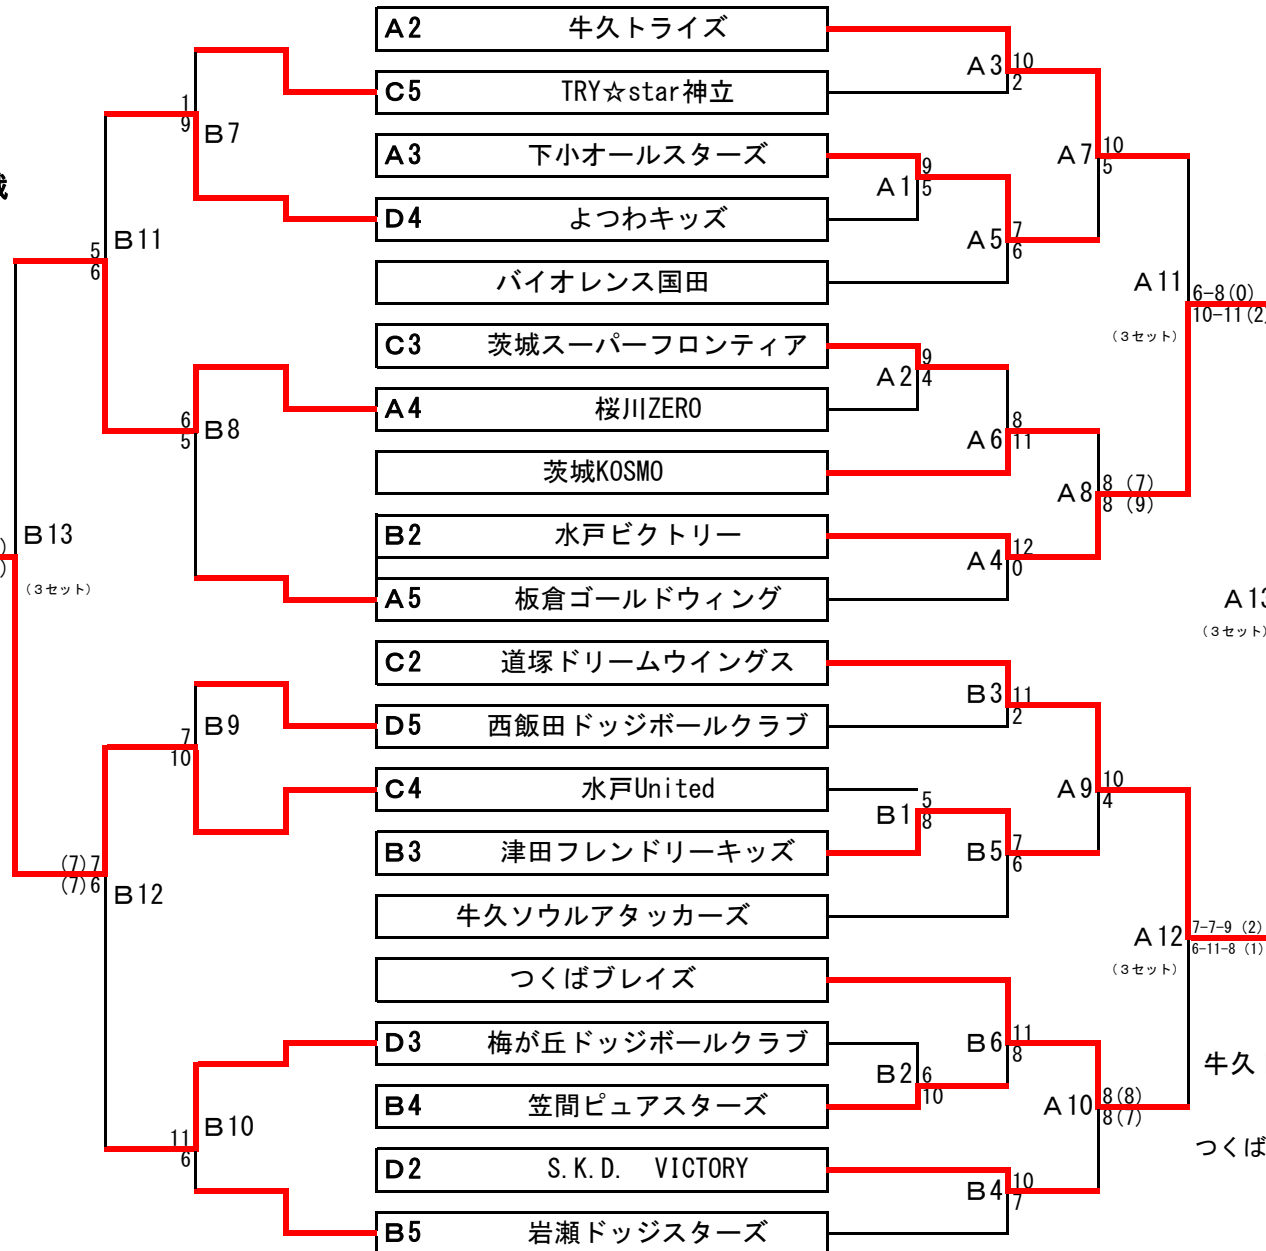 A2 牛久トライズ
A3 10
2
C5 TRY☆star神立
1
9 B7
A3 下小オールスターズ
A7 10
5
9
A1 5
戦
D4 よつわキッズ
B11
5
6
A5 7
6
バイオレンス国田
A11 6-8(0)
10-11(2)
(3セット)
C3 茨城スーパーフロンティア
9
A2 4
A4 桜川ZERO
6
5 B8
8
A6 11
茨城KOSMO
A8 8 (7)
8 (9)
B13
(3セット)
)
)
B2 水戸ビクトリー
A4 12
0
A5 板倉ゴールドウィング
A13
(3セット)
C2 道塚ドリームウイングス
B3 11
2
D5 西飯田ドッジボールクラブ
B9
7
10
C4 水戸United
A9 10
4
5
B1 8
B3 津田フレンドリーキッズ
B5 7
6
(7)7
(7)6
B12
牛久ソウルアタッカーズ
A12 7-7-9 (2)
6-11-8 (1)
(3セット)
つくばブレイズ
D3 梅が丘ドッジボールクラブ
B6 11
8
牛久
B2 6
10
B4 笠間ピュアスターズ
A10 8(8)
8(7)
B10
11
6
つくば
D2 S.K.D. VICTORY
B4 10
7
B5 岩瀬ドッジスターズ